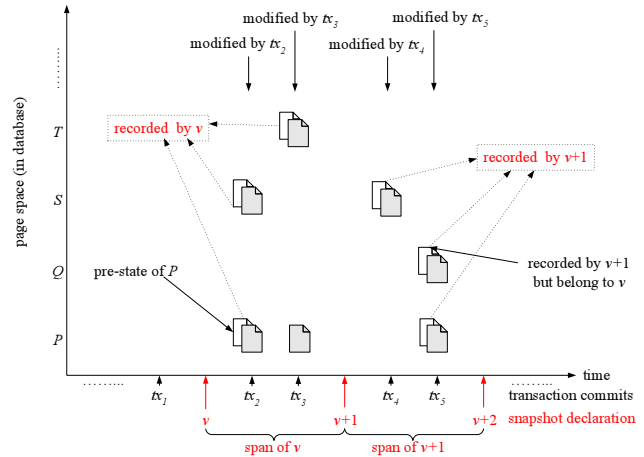 modified by tx3
modified by tx5
modified by tx2
modified by tx4
page space (in database)
........
T
recorded by v
recorded by v+1
S
Q
pre-state of P
recorded by v+1
but belong to v
P
time
......... ......... transaction commits
tx1 tx2 tx3 tx4 tx5
v v+1 v+2 snapshot declaration
span of v span of v+1